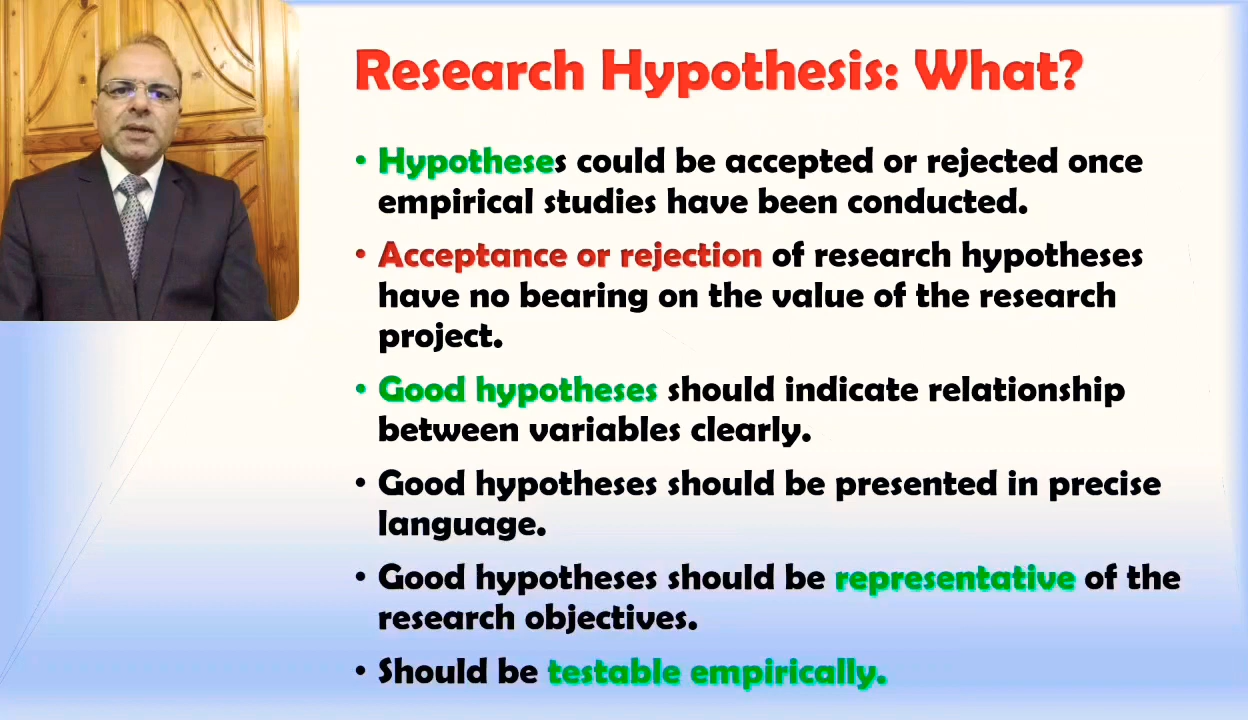 Research Hypothesis: What?
• Hypotheses could be accepted or rejected once
empirical studies have been conducted.
• Acceptance or rejection of research hypotheses
have no bearing on the value of the research
project.
• Good hypotheses should indicate relationship
between variables clearly.
• Good hypotheses should be presented in precise
language.
• Good hypotheses should be representative of the
research objectives.
• Should be testable empirically.